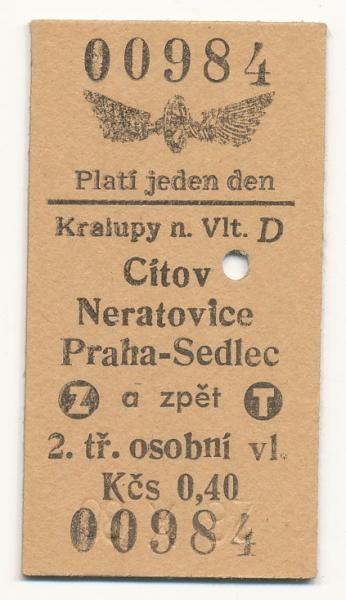 00984
Platí jeden den
Kralupy n. Vlt. D
Cítov
Neratovice
Praha-Sedlec
Z a zpět T
2. tř. osobní vl.
Kčs 0,40
00984